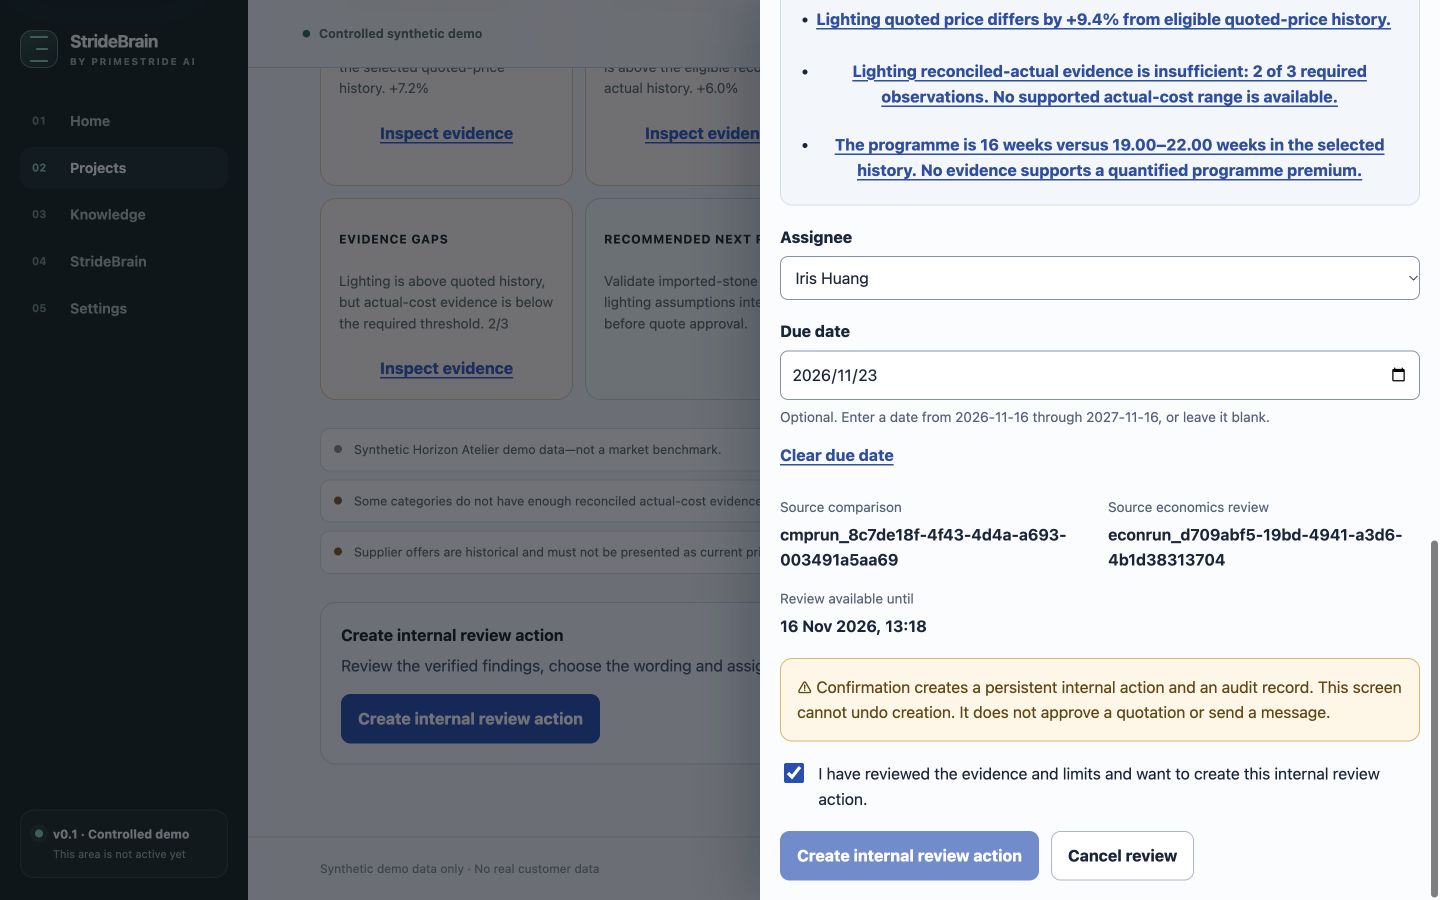 StrideBrain
BY PRIMESTRIDE AI
01 Home
02 Projects
03 Knowledge
04 StrideBrain
05 Settings
v0.1 · Controlled demo
This area is not active yet
Controlled synthetic demo
the selected quoted-price
history. +7.2%
Inspect evidence
is above the eligible
actual history. +6.0%
Inspect
EVIDENCE GAPS
Lighting is above quoted history,
but actual-cost evidence is below
the required threshold. 2/3
Inspect evidence
RECOMMENDED NEXT
Validate imported-stone
lighting assumptions
before quote approval.
Synthetic Horizon Atelier demo data—not a market benchmark.
Some categories do not have enough reconciled actual-cost evidence
Supplier offers are historical and must not be presented as current
Create internal review action
Review the verified findings, choose the wording and
Create internal review action
Synthetic demo data only · No real customer data
• Lighting quoted price differs by +9.4% from eligible quoted-price history.
• Lighting reconciled-actual evidence is insufficient: 2 of 3 required
observations. No supported actual-cost range is available.
• The programme is 16 weeks versus 19.00–22.00 weeks in the selected
history. No evidence supports a quantified programme premium.
Assignee
Iris Huang
Due date
2026/11/23
Optional. Enter a date from 2026-11-16 through 2027-11-16, or leave it blank.
Clear due date
Source comparison
cmprun_8c7de18f-4f43-4d4a-a693-
003491a5aa69
Source economics review
econrun_d709abf5-19bd-4941-a3d6-
4b1d38313704
Review available until
16 Nov 2026, 13:18
⚠ Confirmation creates a persistent internal action and an audit record. This screen
cannot undo creation. It does not approve a quotation or send a message.
I have reviewed the evidence and limits and want to create this internal review
action.
Create internal review action
Cancel review